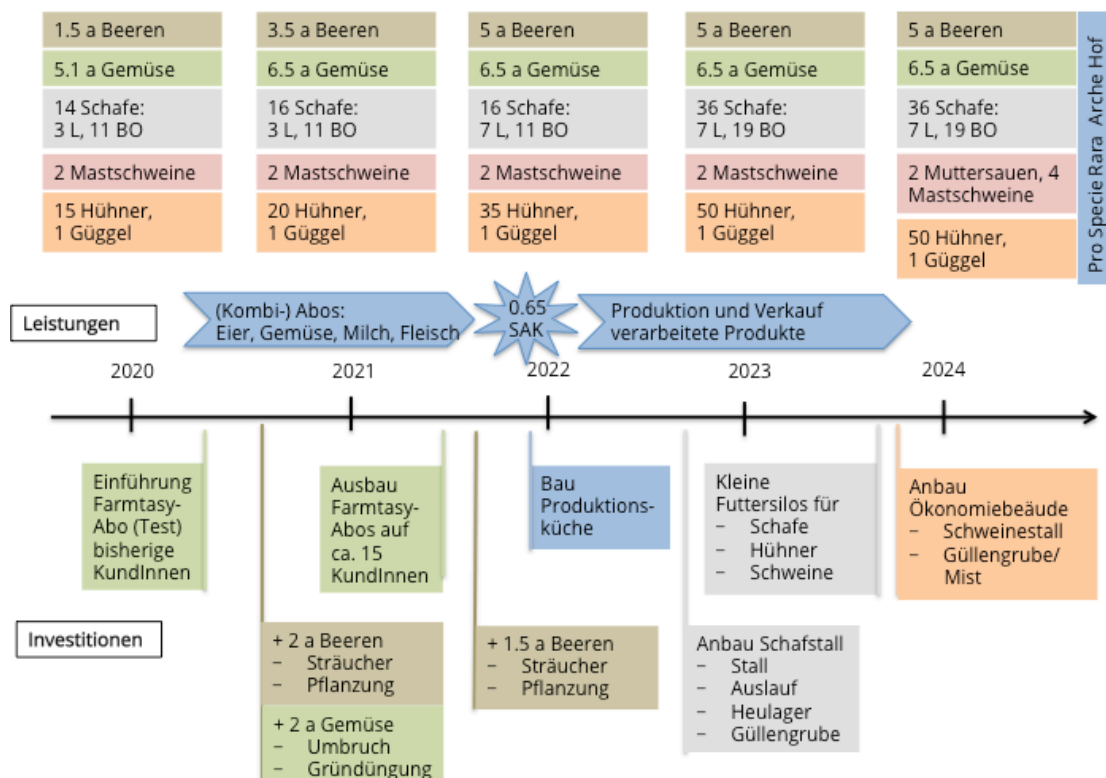 1.5 a Beeren
5.1 a Gemüse
14 Schafe:
3 L, 11 BO
2 Mastschweine
15 Hühner,
1 Güggel
3.5 a Beeren
6.5 a Gemüse
16 Schafe:
3 L, 11 BO
2 Mastschweine
20 Hühner,
1 Güggel
5 a Beeren
6.5 a Gemüse
16 Schafe:
7 L, 11 BO
2 Mastschweine
35 Hühner,
1 Güggel
5 a Beeren
6.5 a Gemüse
36 Schafe:
7 L, 19 BO
2 Mastschweine
50 Hühner,
1 Güggel
5 a Beeren
6.5 a Gemüse
36 Schafe:
7 L, 19 BO
2 Muttersauen, 4
Mastschweine
50 Hühner,
1 Güggel
Pro Specie Rara Arche Hof
Leistungen
(Kombi-) Abos:
Eier, Gemüse, Milch, Fleisch
0.65
SAK
Produktion und Verkauf
verarbeitete Produkte
2020
2021
2022
2023
2024
Einführung
Farmtasy-
Abo (Test)
bisherige
KundInnen
Ausbau
Farmtasy-
Abos auf
ca. 15
KundInnen
Bau
Produktions-
küche
Kleine
Futtersilos für
– Schafe
– Hühner
– Schweine
Anbau
Ökonomiebeäude
– Schweinestall
– Güllengrube/
Mist
Investitionen
+ 2 a Beeren
– Sträucher
– Pflanzung
+ 2 a Gemüse
– Umbruch
– Gründüngung
+ 1.5 a Beeren
– Sträucher
– Pflanzung
Anbau Schafstall
– Stall
– Auslauf
– Heulager
– Güllengrube